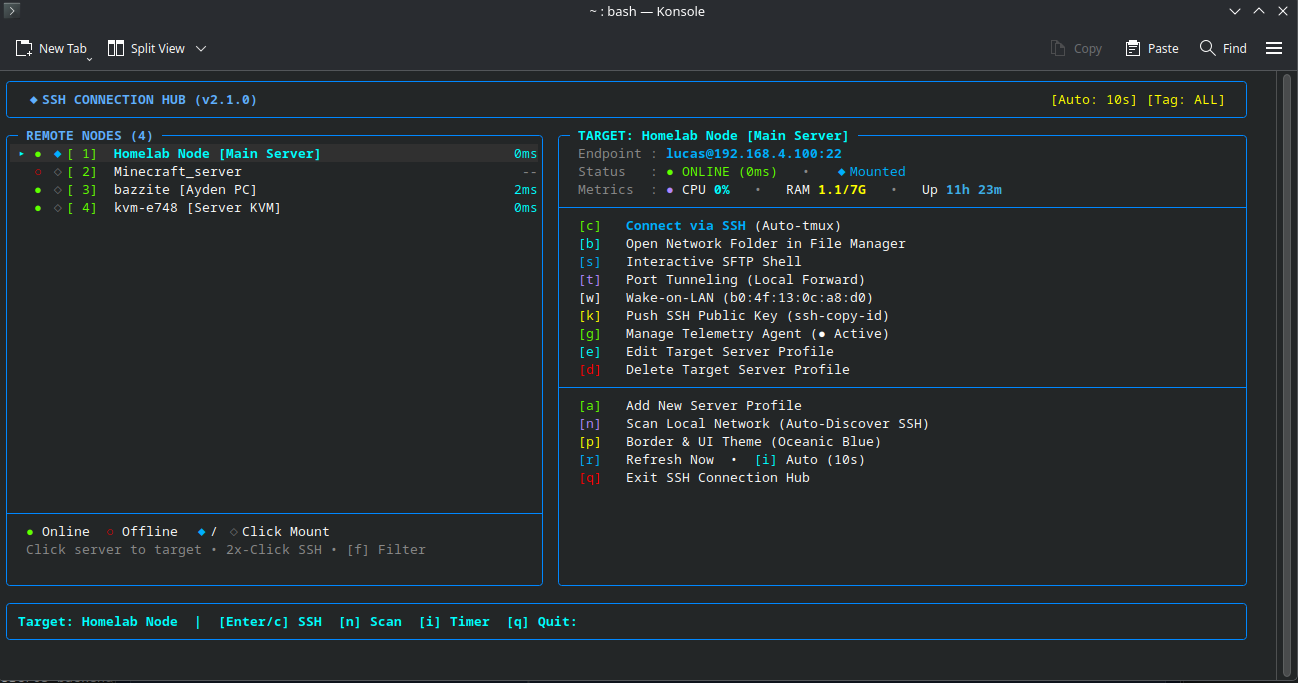 ~ : bash — Konsole
New Tab Split View Copy Paste Find
◆ SSH CONNECTION HUB (v2.1.0) [Auto: 10s] [Tag: ALL]
REMOTE NODES (4)
▸ ● ◆ [ 1] Homelab Node [Main Server] 0ms
○ ◇ [ 2] Minecraft_server --
● ◇ [ 3] bazzite [Ayden PC] 2ms
● ◇ [ 4] kvm-e748 [Server KVM] 0ms
● Online ○ Offline ◆ / ◇ Click Mount
Click server to target • 2x-Click SSH • [f] Filter
TARGET: Homelab Node [Main Server]
Endpoint : lucas@192.168.4.100:22
Status : ● ONLINE (0ms) • ◆ Mounted
Metrics : ● CPU 0% • RAM 1.1/7G • Up 11h 23m
[c] Connect via SSH (Auto-tmux)
[b] Open Network Folder in File Manager
[s] Interactive SFTP Shell
[t] Port Tunneling (Local Forward)
[w] Wake-on-LAN (b0:4f:13:0c:a8:d0)
[k] Push SSH Public Key (ssh-copy-id)
[g] Manage Telemetry Agent (● Active)
[e] Edit Target Server Profile
[d] Delete Target Server Profile
[a] Add New Server Profile
[n] Scan Local Network (Auto-Discover SSH)
[p] Border & UI Theme (Oceanic Blue)
[r] Refresh Now • [i] Auto (10s)
[q] Exit SSH Connection Hub
Target: Homelab Node | [Enter/c] SSH [n] Scan [i] Timer [q] Quit: